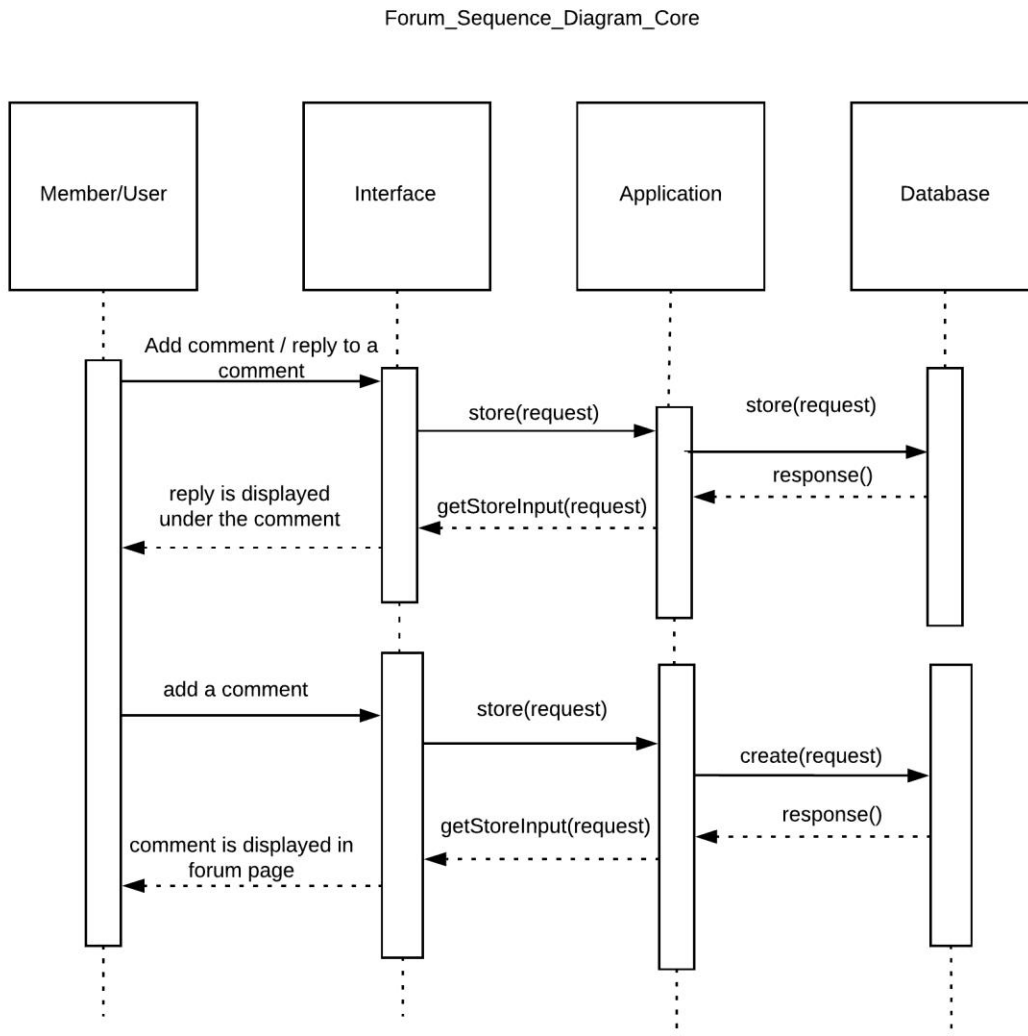 Forum_Sequence_Diagram_Core
Member/User
Interface
Application
Database
Add comment / reply to a
comment
store(request)
store(request)
response()
getStoreInput(request)
reply is displayed
under the comment
add a comment
store(request)
create(request)
response()
getStoreInput(request)
comment is displayed in
forum page